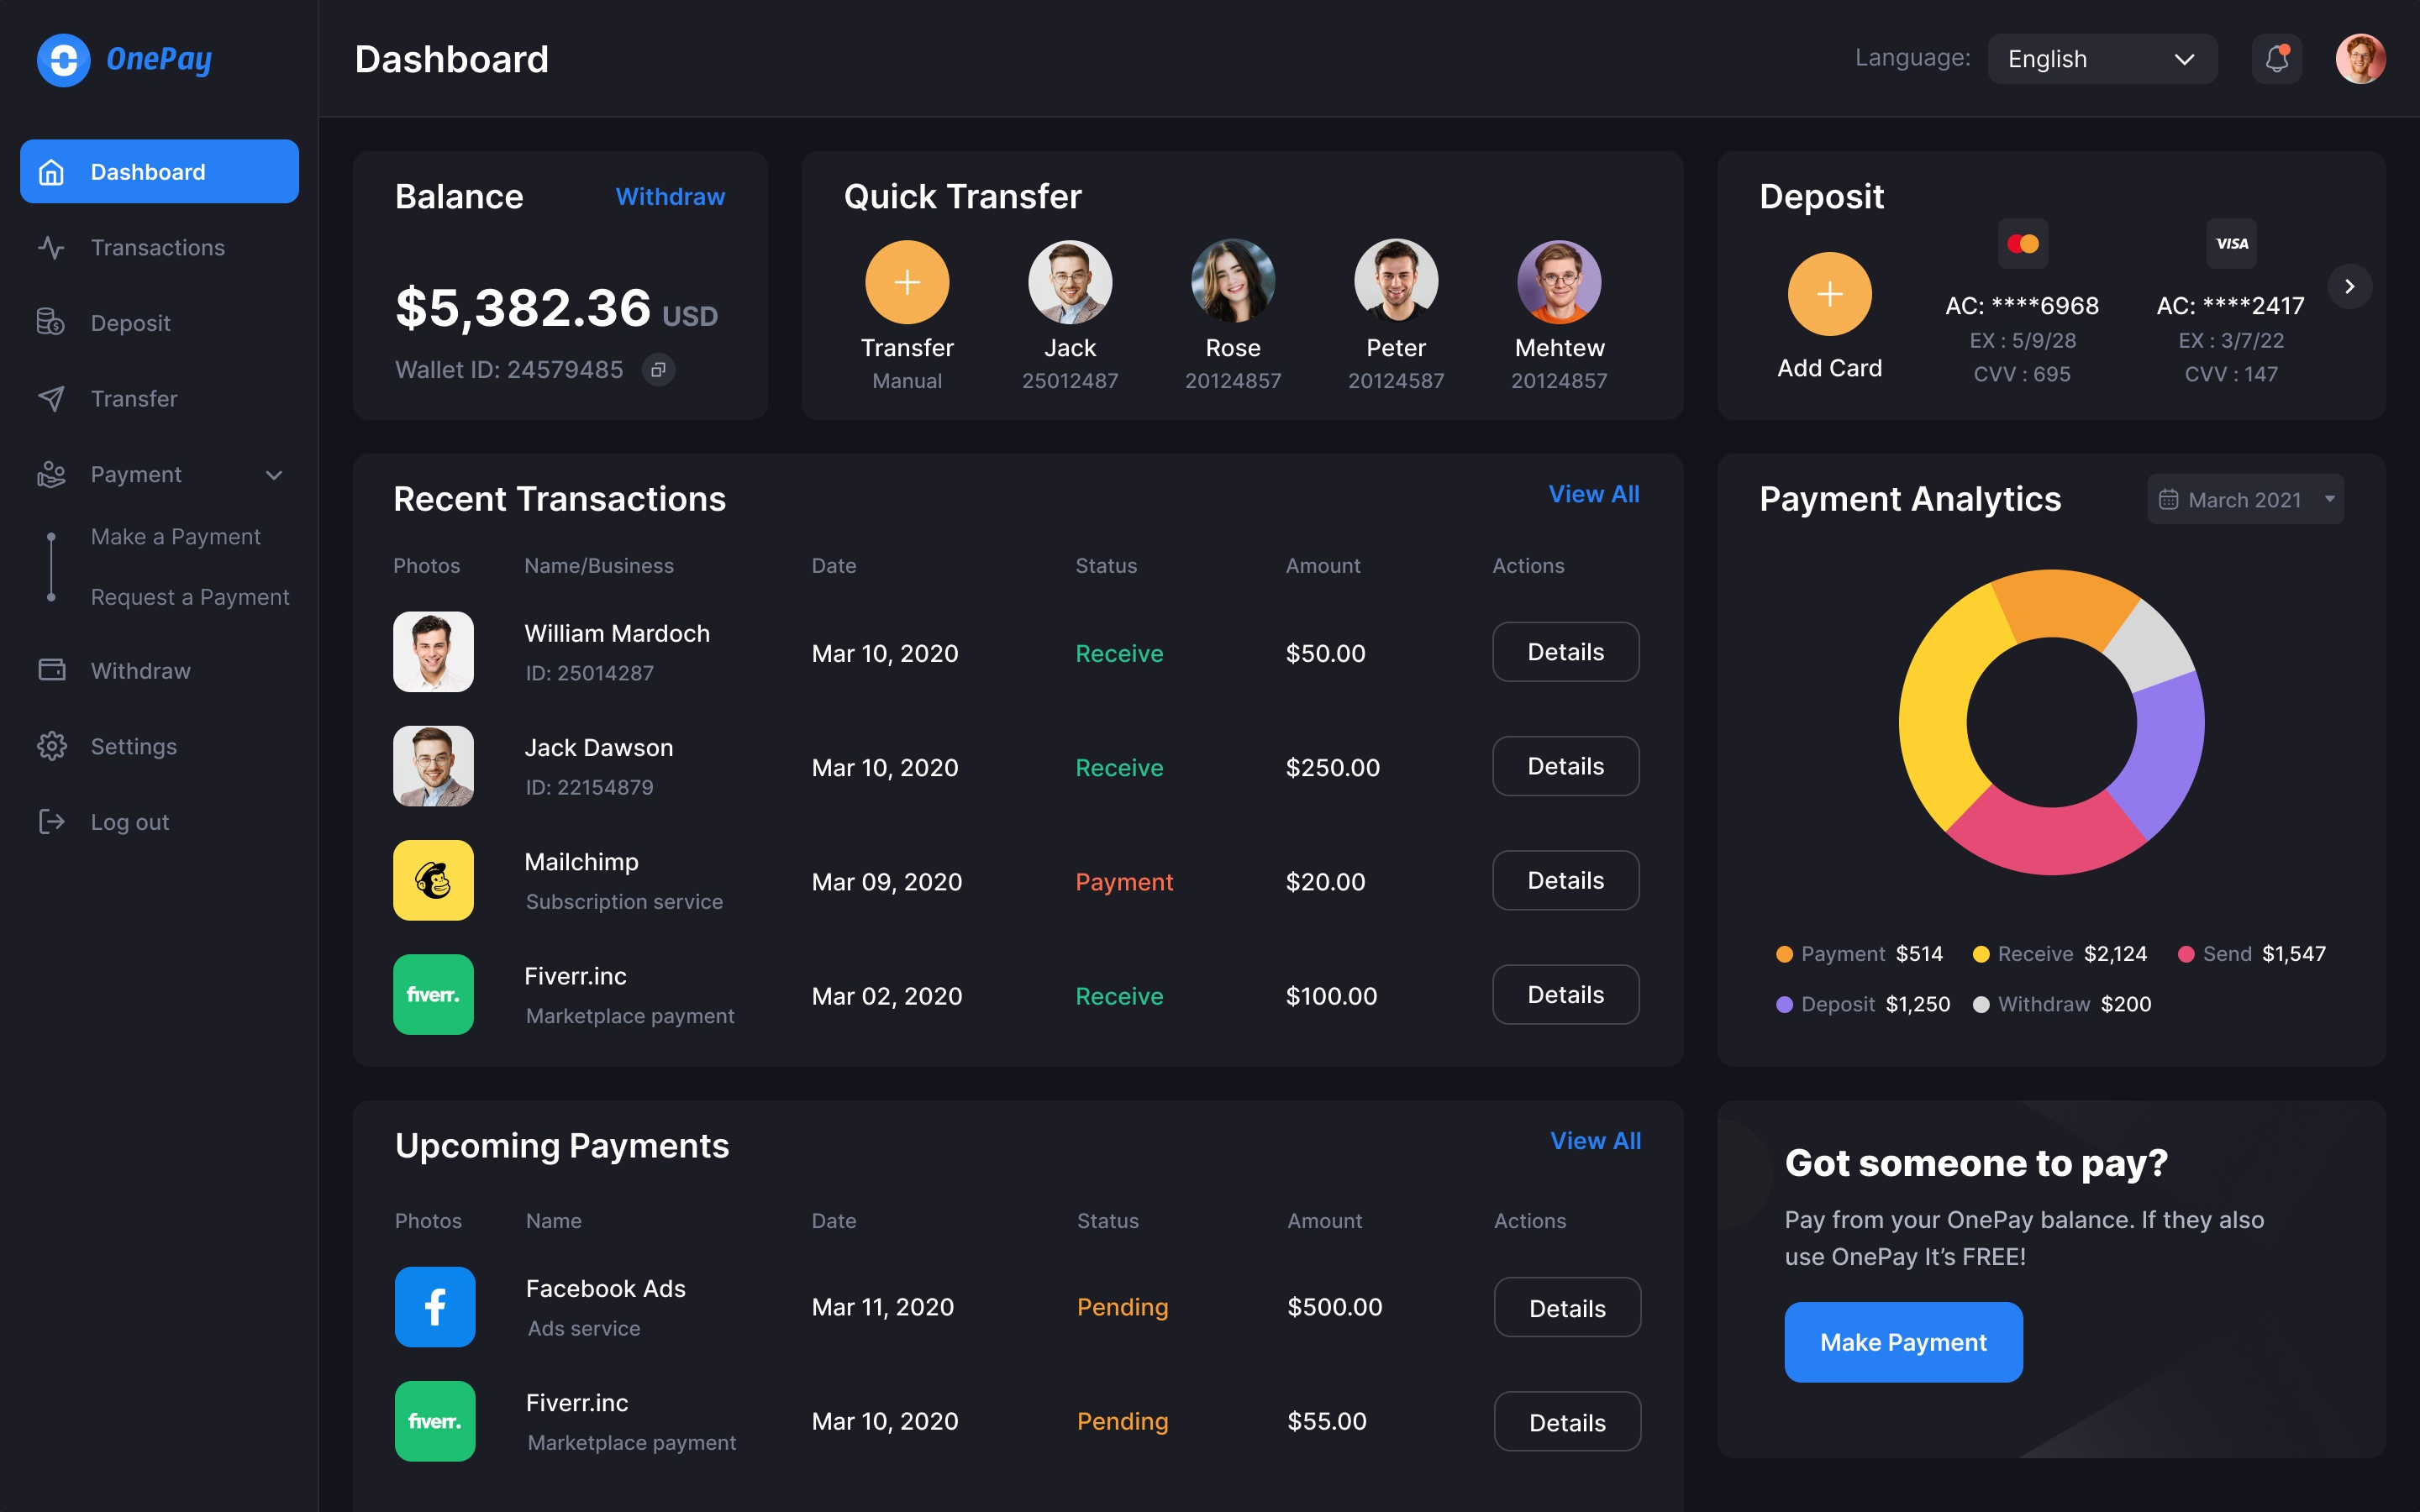 OnePay
Dashboard
Language:
English
Dashboard
Transactions
Deposit
Transfer
Payment
Make a Payment
Request a Payment
Withdraw
Settings
Log out
Balance
Withdraw
$5,382.36 USD
Wallet ID: 24579485
Quick Transfer
Transfer
Manual
Jack
25012487
Rose
20124857
Peter
20124587
Mehtew
20124857
Deposit
Add Card
AC: ****6968
EX : 5/9/28
CVV : 695
VISA
AC: ****2417
EX : 3/7/22
CVV : 147
Recent Transactions
View All
Photos Name/Business Date Status Amount Actions
William Mardoch
ID: 25014287
Mar 10, 2020 Receive $50.00 Details
Jack Dawson
ID: 22154879
Mar 10, 2020 Receive $250.00 Details
Mailchimp
Subscription service
Mar 09, 2020 Payment $20.00 Details
fiverr.
Fiverr.inc
Marketplace payment
Mar 02, 2020 Receive $100.00 Details
Payment Analytics
March 2021
Payment $514 Receive $2,124 Send $1,547
Deposit $1,250 Withdraw $200
Upcoming Payments
View All
Photos Name Date Status Amount Actions
f
Facebook Ads
Ads service
Mar 11, 2020 Pending $500.00 Details
fiverr.
Fiverr.inc
Marketplace payment
Mar 10, 2020 Pending $55.00 Details
Got someone to pay?
Pay from your OnePay balance. If they also
use OnePay It’s FREE!
Make Payment